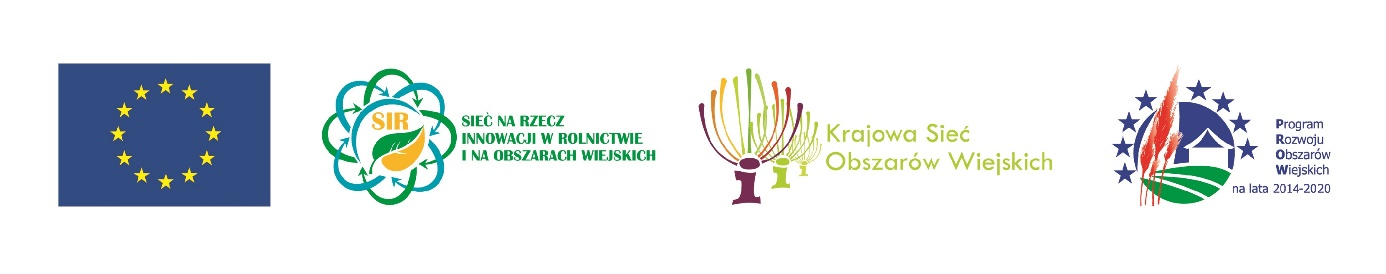 SIR
SIEĆ NA RZECZ
INNOWACJI W ROLNICTWIE
I NA OBSZARACH WIEJSKICH
Krajowa Sieć
Obszarów Wiejskich
Program
Rozwoju
Obszarów
Wiejskich
na lata 2014-2020